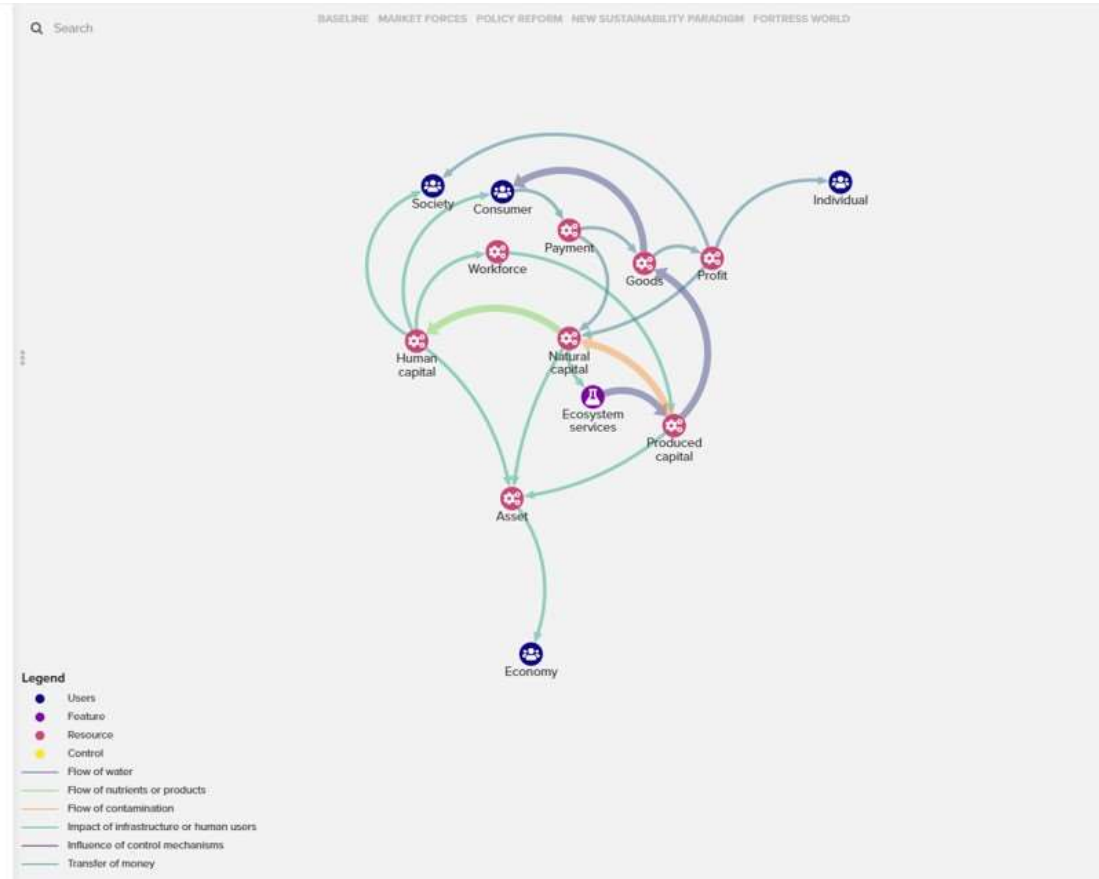 BASELINE MARKET FORCES POLICY REFORM NEW SUSTAINABILITY PARADIGM FORTRESS WORLD
Search
Society
Consumer
Individual
Payment
Workforce
Goods
Profit
Human
capital
Natural
capital
Ecosystem
services
Produced
capital
Asset
Economy
Legend
Users
Feature
Resource
Control
Flow of water
Flow of nutrients or products
Flow of contamination
Impact of infrastructure or human users
Influence of control mechanisms
Transfer of money